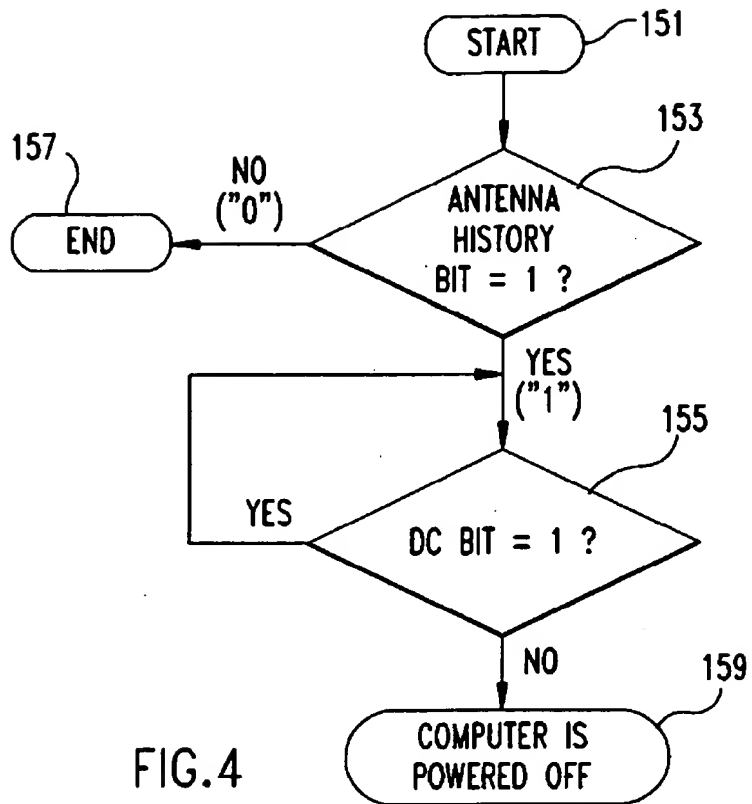 START
151
153
157
NO
("0")
END
ANTENNA
HISTORY
BIT = 1 ?
YES
("1")
155
YES
DC BIT = 1 ?
NO
159
COMPUTER IS
POWERED OFF
FIG.4